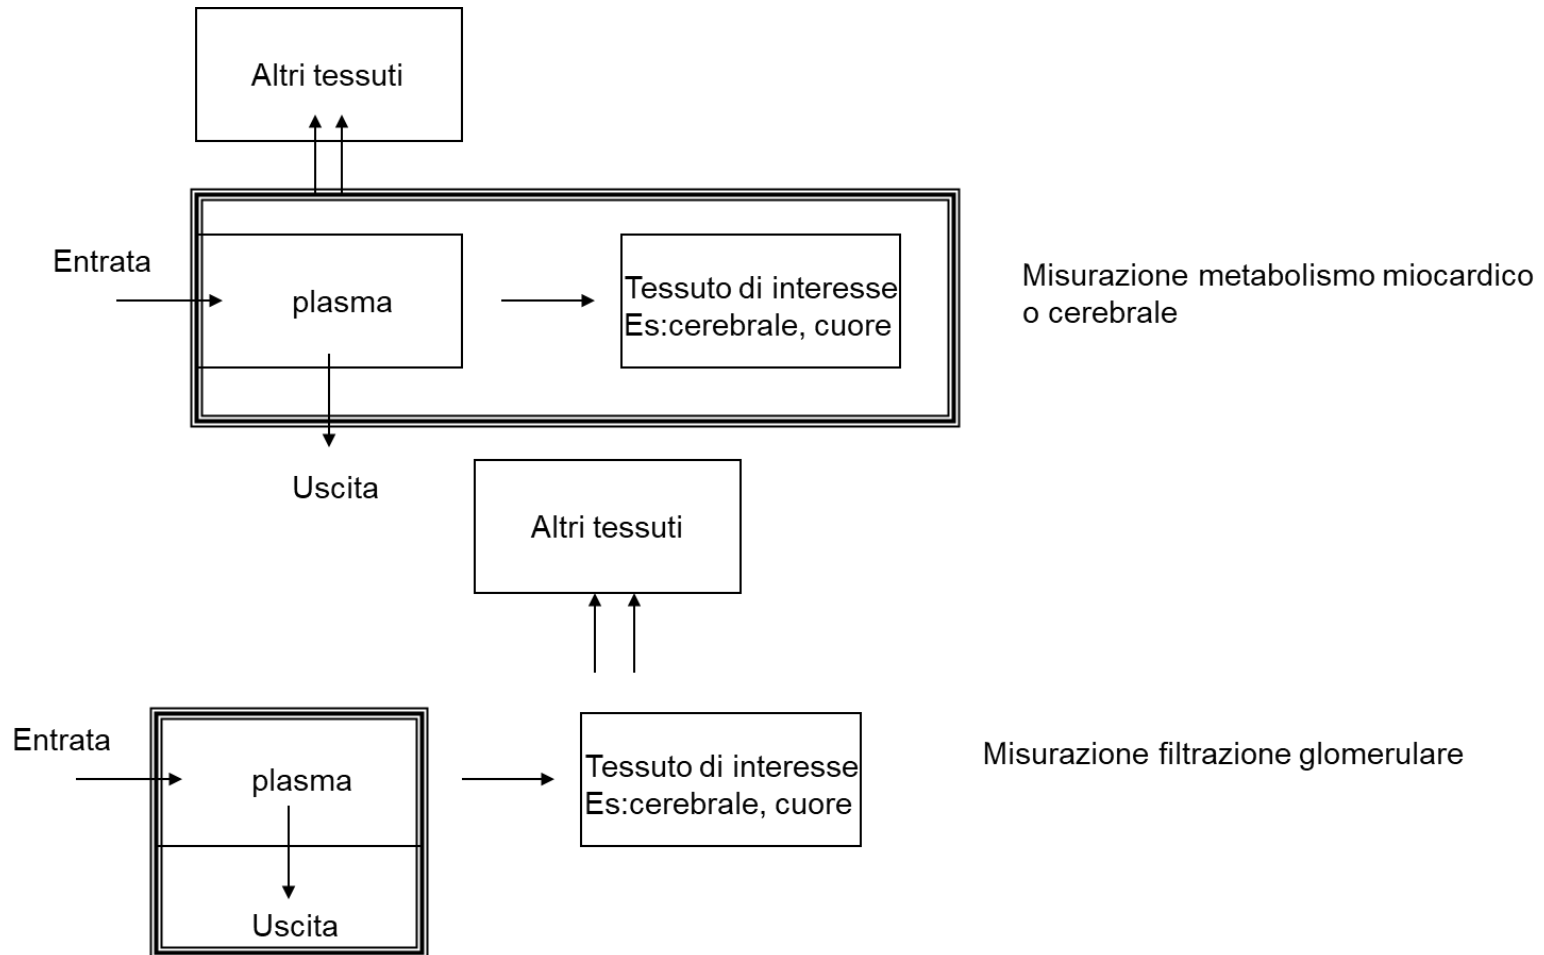 Altri tessuti
Entrata
plasma
Tessuto di interesse
Es:cerebrale, cuore
Misurazione metabolismo miocardico
o cerebrale
Uscita
Altri tessuti
Entrata
plasma
Tessuto di interesse
Es:cerebrale, cuore
Misurazione filtrazione glomerulare
Uscita